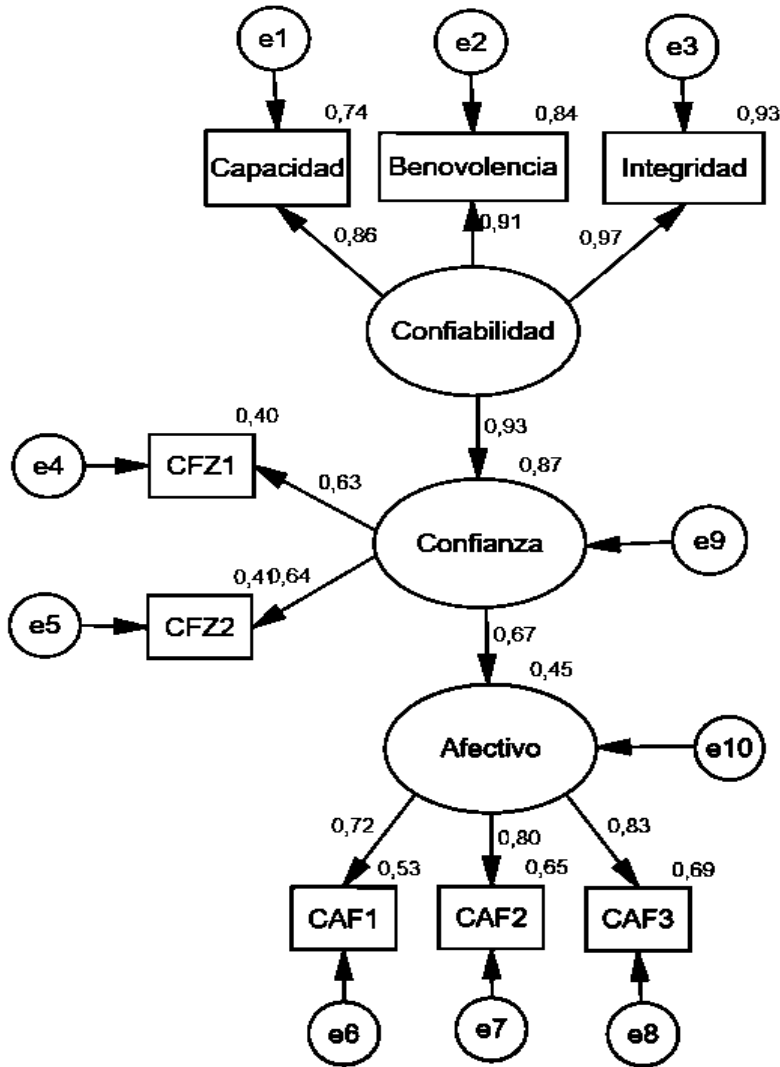 e1
e2
e3
0,74
0,84
0,93
Capacidad
Benovolencia
Integridad
0,86
0,91
0,97
Confiabilidad
0,93
0,40
0,87
e4
CFZ1
0,63
Confianza
e9
0,41
0,64
e5
CFZ2
0,67
0,45
Afectivo
e10
0,72
0,80
0,83
0,53
0,65
0,69
CAF1
CAF2
CAF3
e6
e7
e8